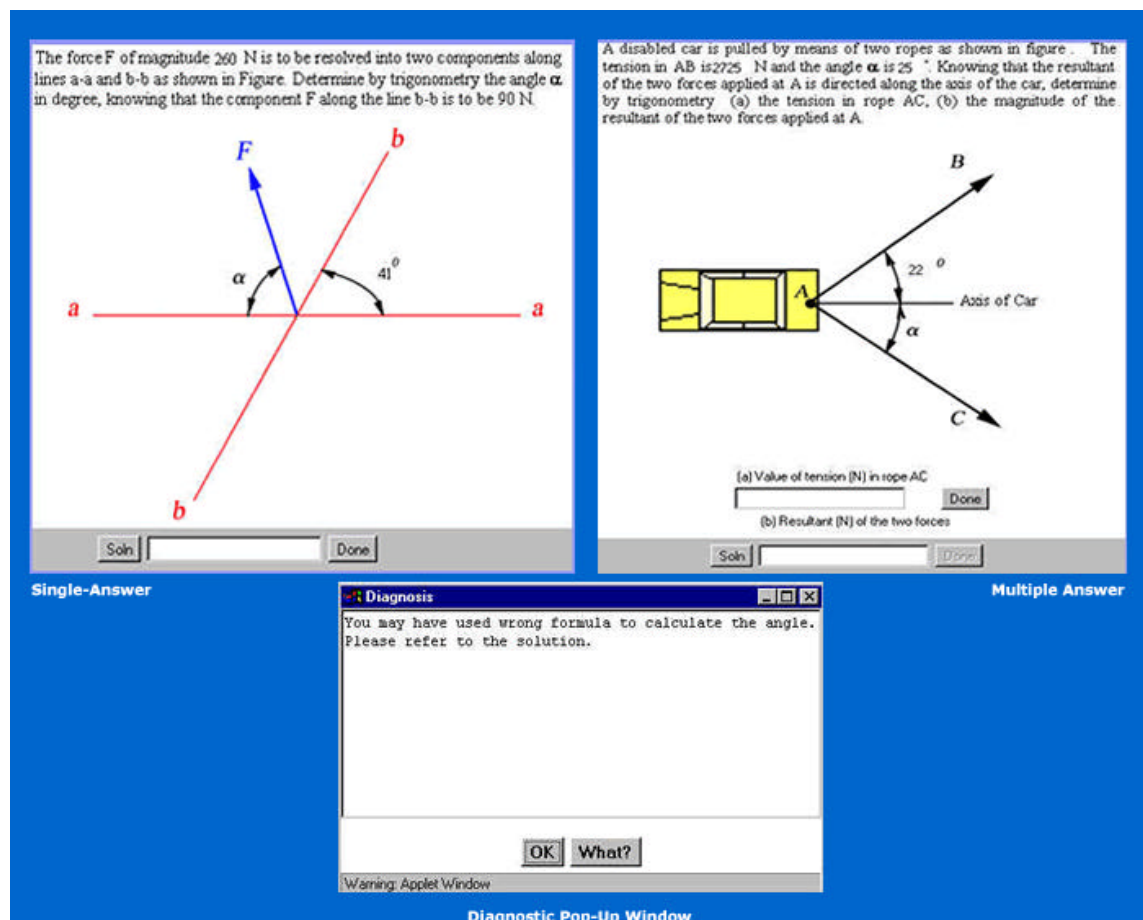 The force F of magnitude 260 N is to be resolved into two components along
lines a-a and b-b as shown in Figure. Determine by trigonometry the angle α
in degree, knowing that the component F along the line b-b is to be 90 N
F
b
α
41 o
a
a
b
Soln
Done
Single-Answer
A disabled car is pulled by means of two ropes as shown in figure . The
tension in AB is2725 N and the angle α is 25 °. Knowing that the resultant
of the two forces applied at A is directed along the axis of the car, determine
by trigonometry (a) the tension in rope AC, (b) the magnitude of the
resultant of the two forces applied at A.
B
22 o
A
Axis of Car
α
C
(a) Value of tension (N) in rope AC
Done
(b) Resultant (N) of the two forces
Soln
Done
Multiple Answer
Diagnosis
You may have used wrong formula to calculate the angle.
Please refer to the solution.
OK What?
Warning: Applet Window
Diagnostic Pop-Up Window